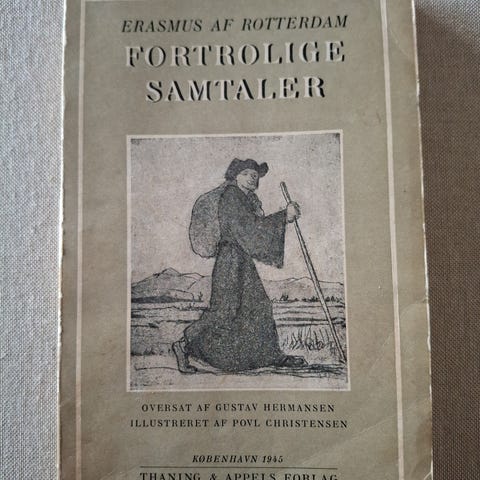 ERASMUS AF ROTTERDAM
FORTROLIGE
SAMTALER
OVERSAT AF GUSTAV HERMANSEN
ILLUSTRERET AF POVL CHRISTENSEN
KØBENHAVN 1945
THANING & APPELS FORLAG